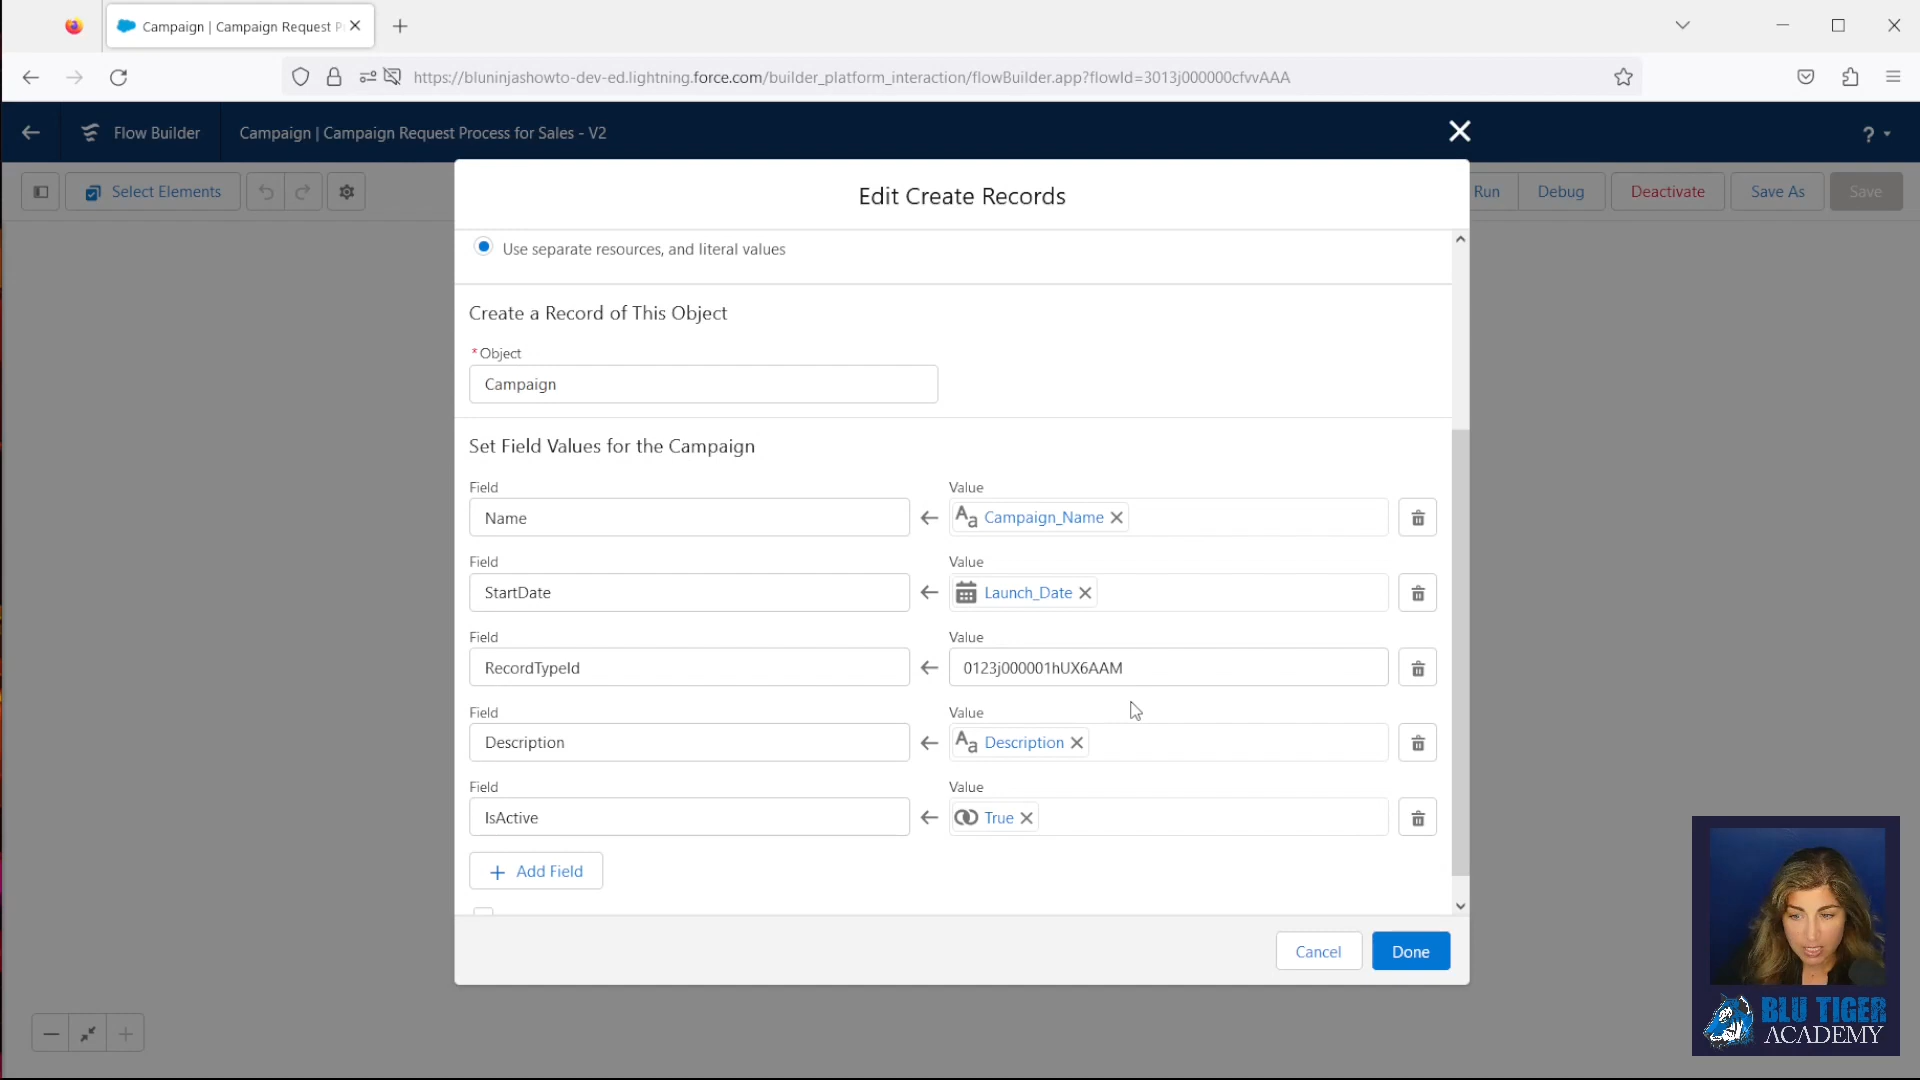 Campaign | Campaign Request P
https://bluninjashowto-dev-ed.lightning.force.com/builder_platform_interaction/flowBuilder.app?flowId=3013j000000cfvvAAA
Flow Builder
Campaign | Campaign Request Process for Sales - V2
?
Select Elements
Run
Debug
Deactivate
Save As
Save
Edit Create Records
Use separate resources, and literal values
Create a Record of This Object
*Object
Campaign
Set Field Values for the Campaign
Field Value
Name Aa Campaign_Name
Field Value
StartDate Launch_Date
Field Value
RecordTypeId 0123j000001hUX6AAM
Field Value
Description Aa Description
Field Value
IsActive True
Add Field
Cancel Done
BLU TIGER
ACADEMY